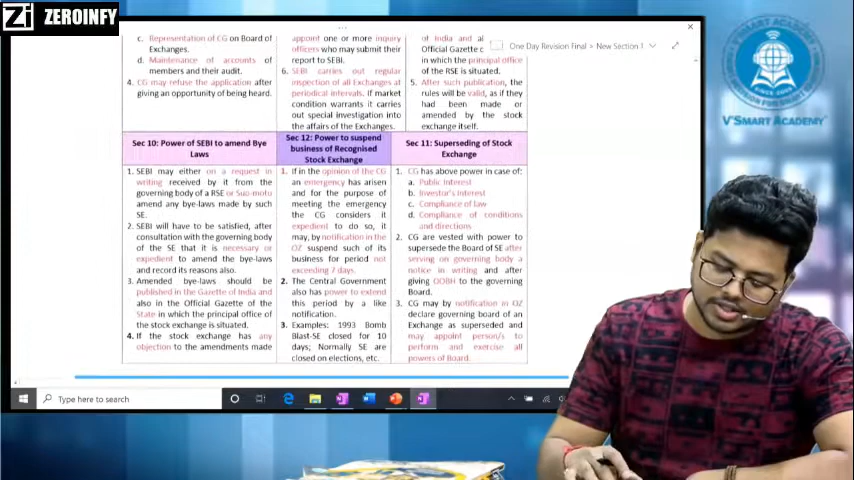 Zi ZEROINFY
c. Representation of CG on Board of
Exchanges.
d. Maintenance of accounts of
members and their audit.
4. CG may refuse the application after
giving an opportunity of being heard.
appoint one or more inquiry
officers who may submit their
report to SEBI.
6. SEBI carries out regular
inspection of all Exchanges at
periodical intervals. If market
condition warrants it carries
out special investigation into
the affairs of the Exchanges.
of India and al
Official Gazette c
in which the principal office
of the RSE is situated.
5. After such publication, the
rules will be valid, as if they
had been made or
amended by the stock
exchange itself.
One Day Revision Final > New Section 1
Sec 10: Power of SEBI to amend Bye
Laws
1. SEBI may either on a request in
writing received by it from the
governing body of a RSE or Suo-motu
amend any bye-laws made by such
SE.
2. SEBI will have to be satisfied, after
consultation with the governing body
of the SE that it is necessary or
expedient to amend the bye-laws
and record its reasons also.
3. Amended bye-laws should be
published in the Gazette of India and
also in the Official Gazette of the
State in which the principal office of
the stock exchange is situated.
4. If the stock exchange has any
objection to the amendments made
Sec 12: Power to suspend
business of Recognised
Stock Exchange
1. If in the opinion of the CG
an emergency has arisen
and for the purpose of
meeting the emergency
the CG considers it
expedient to do so, it
may, by notification in the
OZ suspend such of its
business for period not
exceeding 7 days.
2. The Central Government
also has power to extend
this period by a like
notification.
3. Examples: 1993 Bomb
Blast-SE closed for 10
days; Normally SE are
closed on elections, etc.
Sec 11: Superseding of Stock
Exchange
1. CG has above power in case of:
a. Public Interest
b. Investor's Interest
c. Compliance of law
d. Compliance of conditions
and directions
2. CG are vested with power to
supersede the Board of SE after
serving on governing body a
notice in writing and after
giving OOBH to the governing
Board.
3. CG may by notification in OZ
declare governing board of an
Exchange as superseded and
may appoint person/s to
perform and exercise all
powers of Board.
Type here to search
V'SMART ACADEMY